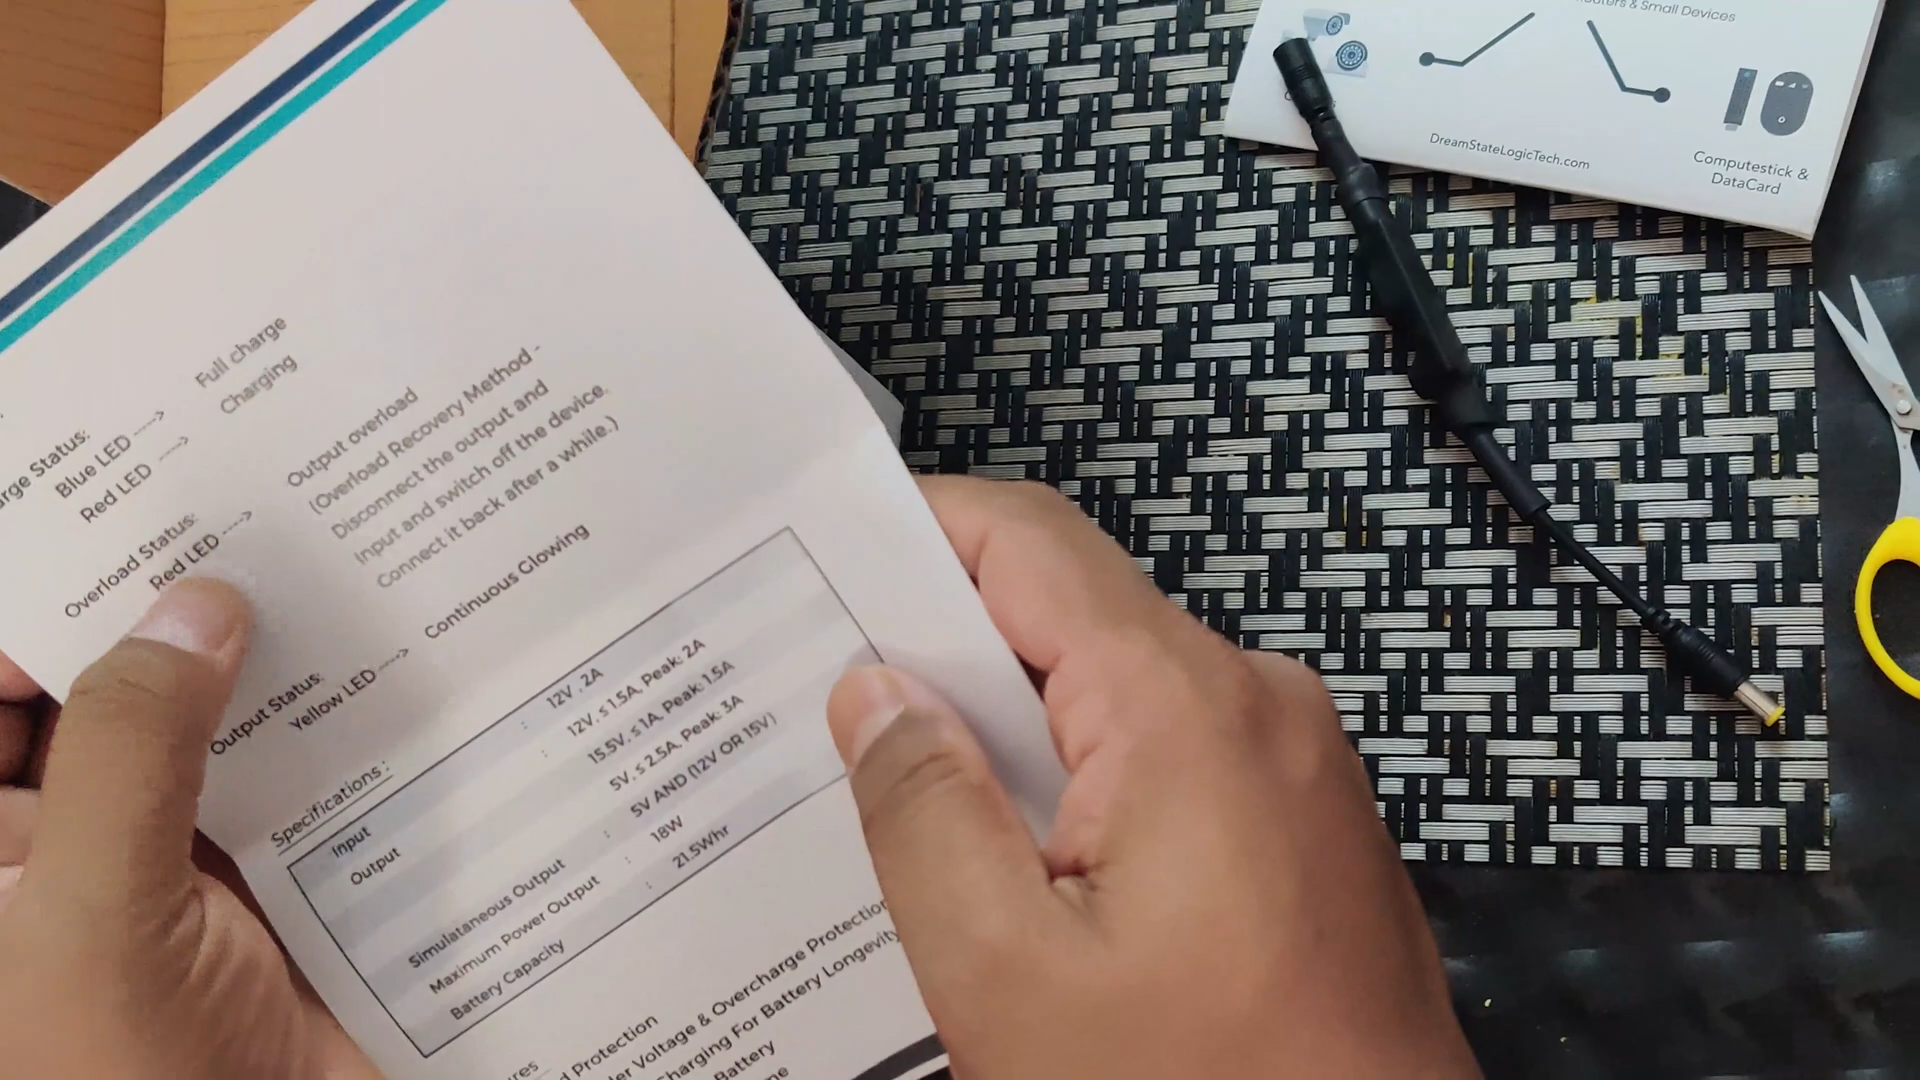 Routers & Small Devices
DreamStateLogicTech.com
Computestick &
DataCard
Charge Status:
Blue LED ----> Full charge
Red LED ----> Charging
Overload Status:
Red LED ----> Output overload
(Overload Recovery Method -
Disconnect the output and
Input and switch off the device.
Connect it back after a while.)
Output Status:
Yellow LED ----> Continuous Glowing
Specifications :
Input : 12V , 2A
Output : 12V, ≤ 1.5A, Peak: 2A
15.5V, ≤ 1A, Peak: 1.5A
5V, ≤ 2.5A, Peak: 3A
Simulataneous Output : 5V AND (12V OR 15V)
Maximum Power Output : 18W
Battery Capacity : 21.5Whr
Protection
Voltage & Overcharge Protection
Charging For Battery Longevity
Battery